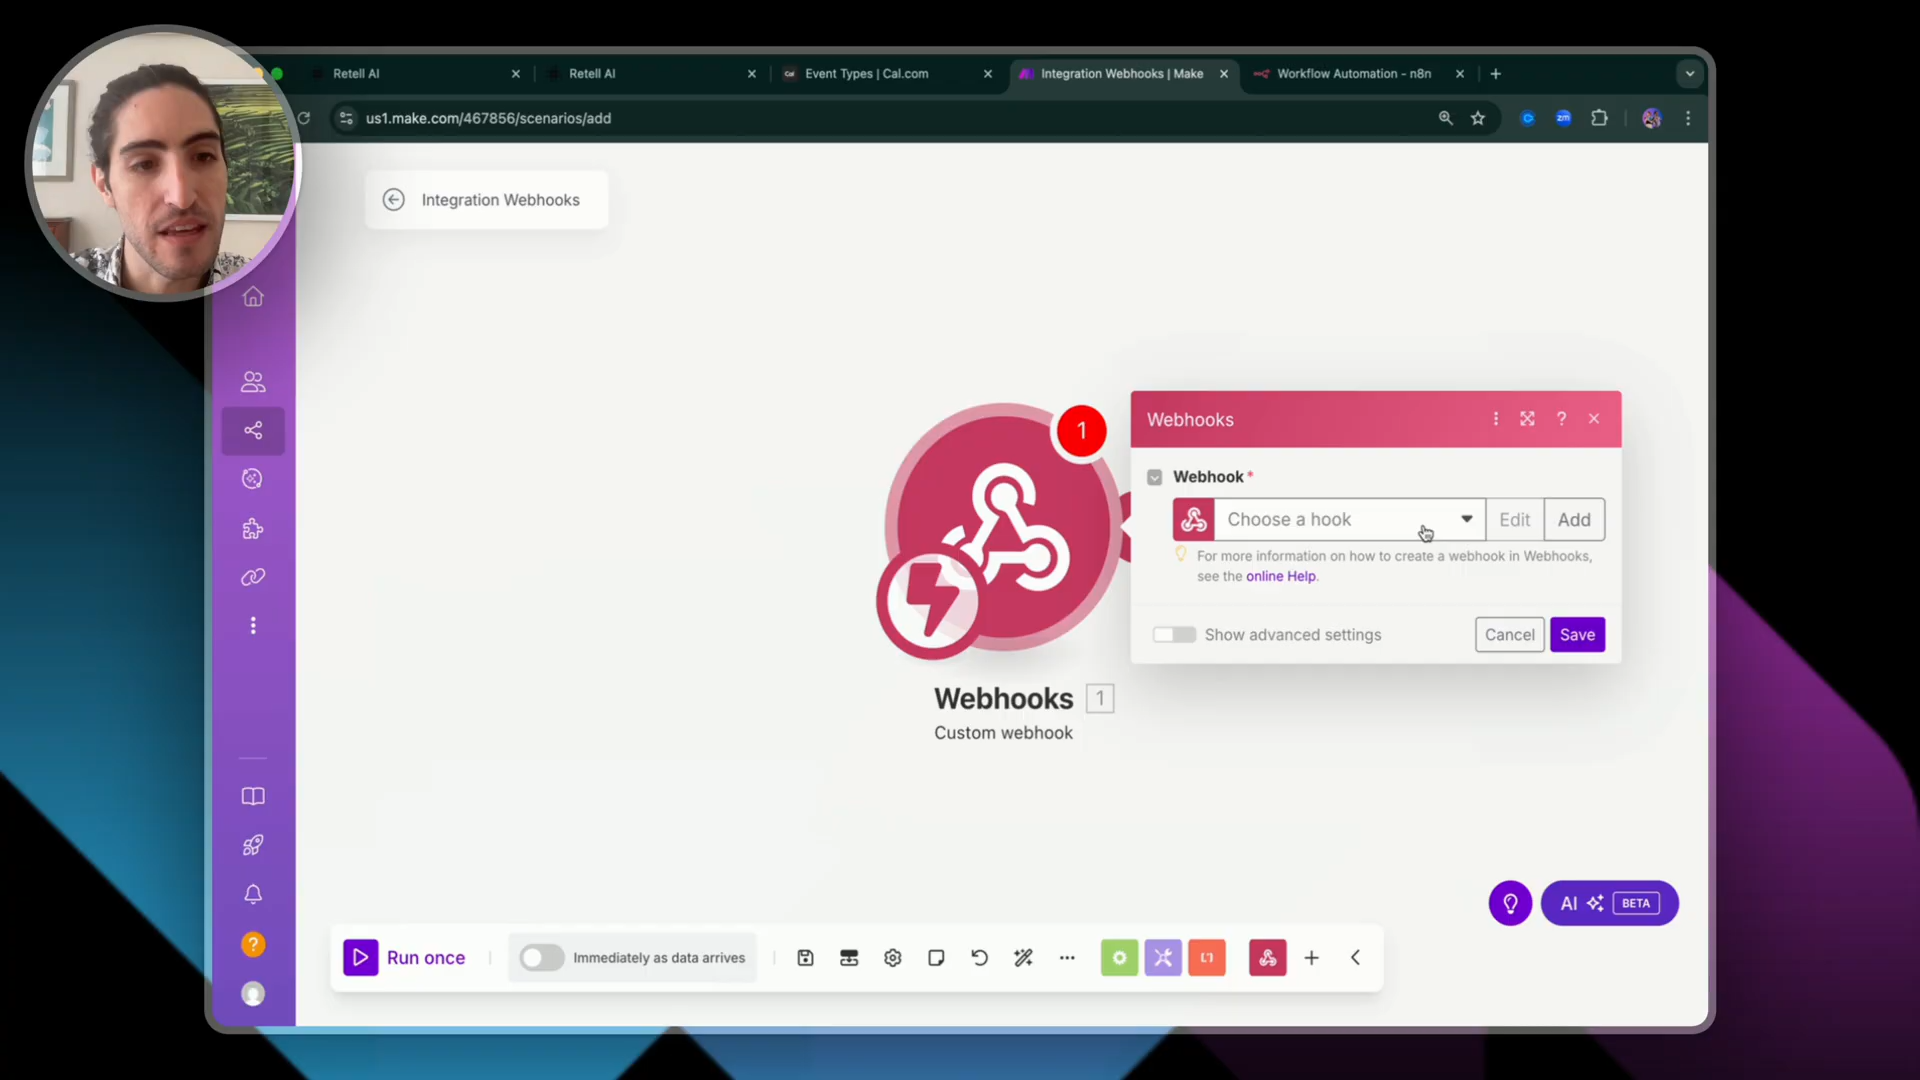 Retell AI
Retell AI
Cal Event Types | Cal.com
Integration Webhooks | Make
Workflow Automation - n8n
us1.make.com/467856/scenarios/add
zm
Integration Webhooks
1
Webhooks
?
Webhook *
Choose a hook
Edit
Add
For more information on how to create a webhook in Webhooks,
see the online Help.
Show advanced settings
Cancel
Save
Webhooks 1
Custom webhook
?
AI BETA
Run once
Immediately as data arrives